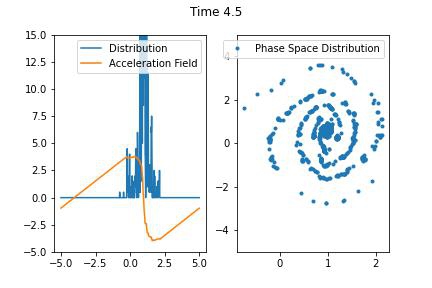 Time 4.5
15.0
12.5
10.0
7.5
5.0
2.5
0.0
−2.5
−5.0
−5.0 −2.5 0.0 2.5 5.0
Distribution
Acceleration Field
4
2
0
−2
−4
0 1 2
Phase Space Distribution